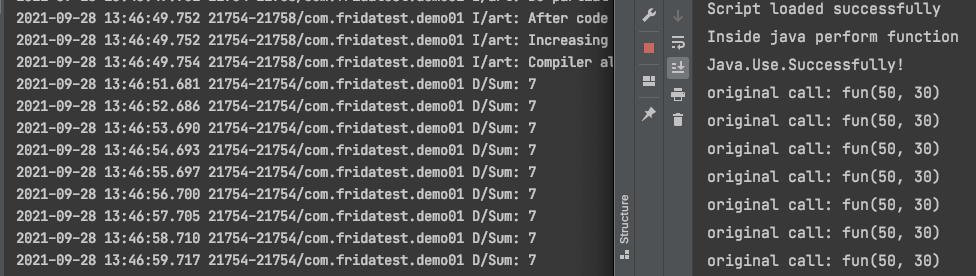 2021-09-28 13:46:49.752 21754-21758/com.fridatest.demo01 I/art: After code
2021-09-28 13:46:49.752 21754-21758/com.fridatest.demo01 I/art: Increasing
2021-09-28 13:46:49.754 21754-21758/com.fridatest.demo01 I/art: Compiler al
2021-09-28 13:46:51.681 21754-21754/com.fridatest.demo01 D/Sum: 7
2021-09-28 13:46:52.686 21754-21754/com.fridatest.demo01 D/Sum: 7
2021-09-28 13:46:53.690 21754-21754/com.fridatest.demo01 D/Sum: 7
2021-09-28 13:46:54.693 21754-21754/com.fridatest.demo01 D/Sum: 7
2021-09-28 13:46:55.697 21754-21754/com.fridatest.demo01 D/Sum: 7
2021-09-28 13:46:56.700 21754-21754/com.fridatest.demo01 D/Sum: 7
2021-09-28 13:46:57.705 21754-21754/com.fridatest.demo01 D/Sum: 7
2021-09-28 13:46:58.710 21754-21754/com.fridatest.demo01 D/Sum: 7
2021-09-28 13:46:59.717 21754-21754/com.fridatest.demo01 D/Sum: 7
Structure
Script loaded successfully
Inside java perform function
Java.Use.Successfully!
original call: fun(50, 30)
original call: fun(50, 30)
original call: fun(50, 30)
original call: fun(50, 30)
original call: fun(50, 30)
original call: fun(50, 30)
original call: fun(50, 30)